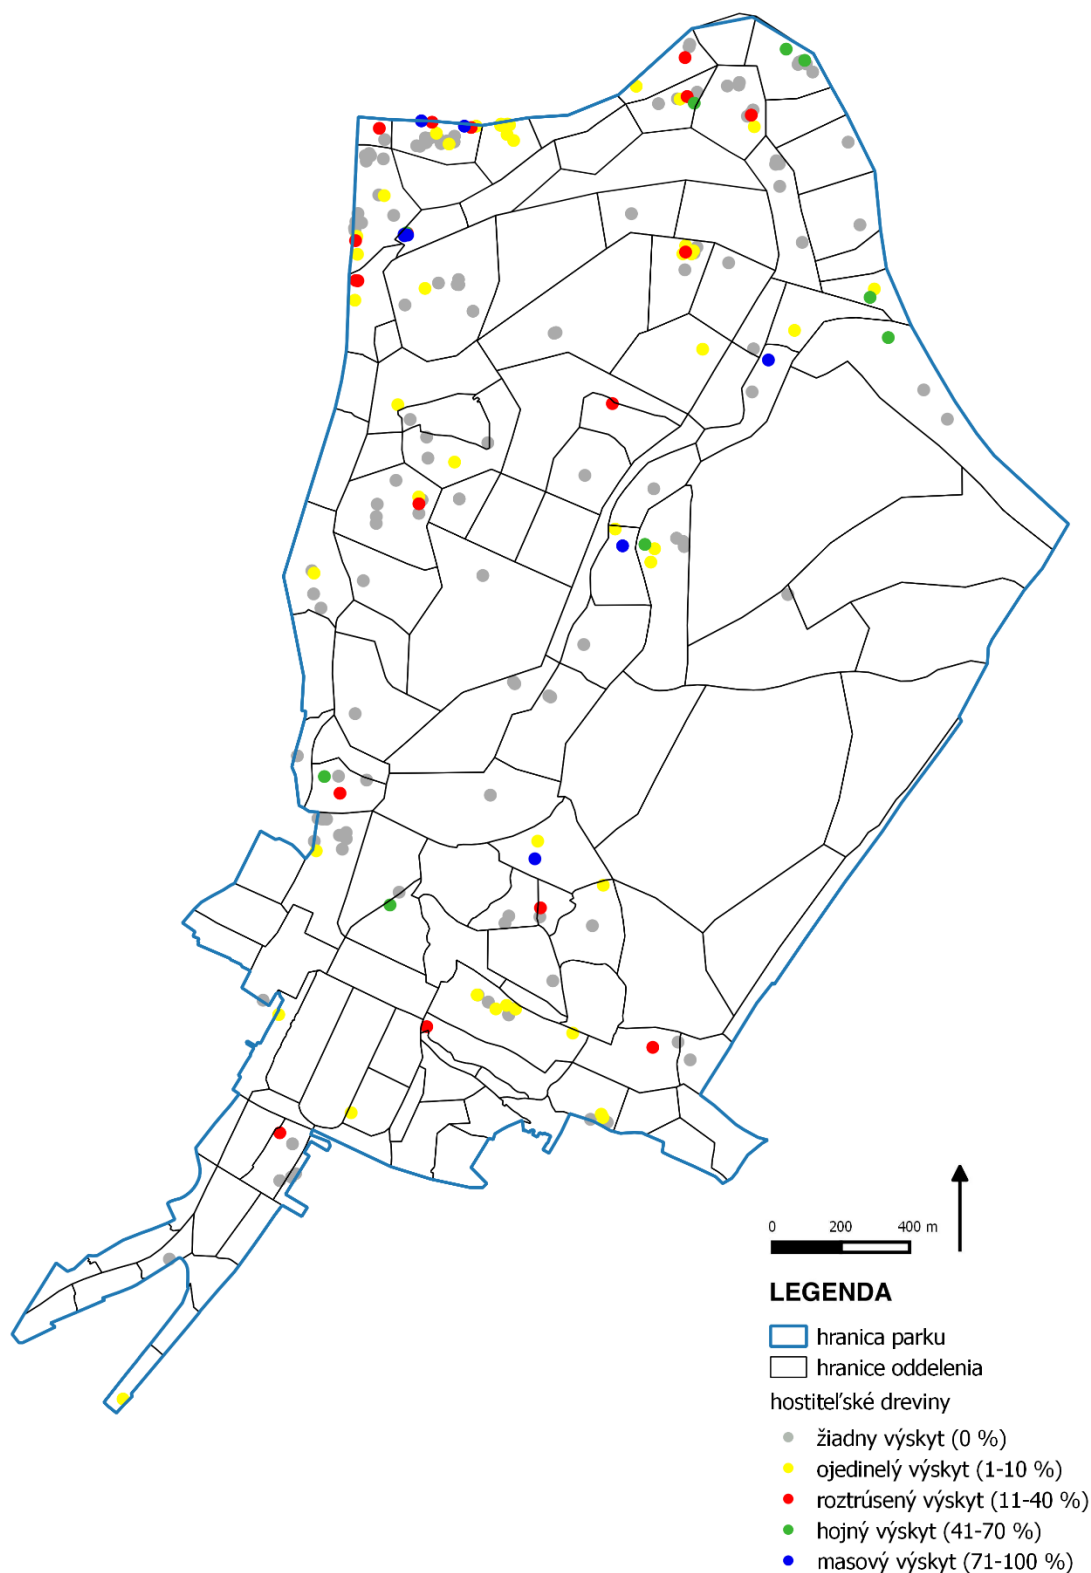 0 200 400 m
LEGENDA
hranica parku
hranice oddelenia
hostiteľské dreviny
žiadny výskyt (0 %)
ojedinelý výskyt (1-10 %)
roztrúsený výskyt (11-40 %)
hojný výskyt (41-70 %)
masový výskyt (71-100 %)